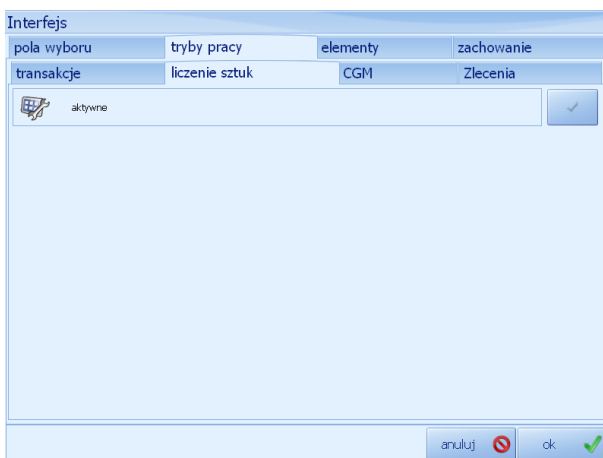 Interfejs
pola wyboru tryby pracy elementy zachowanie
transakcje liczenie sztuk CGM Zlecenia
aktywne
anuluj ok